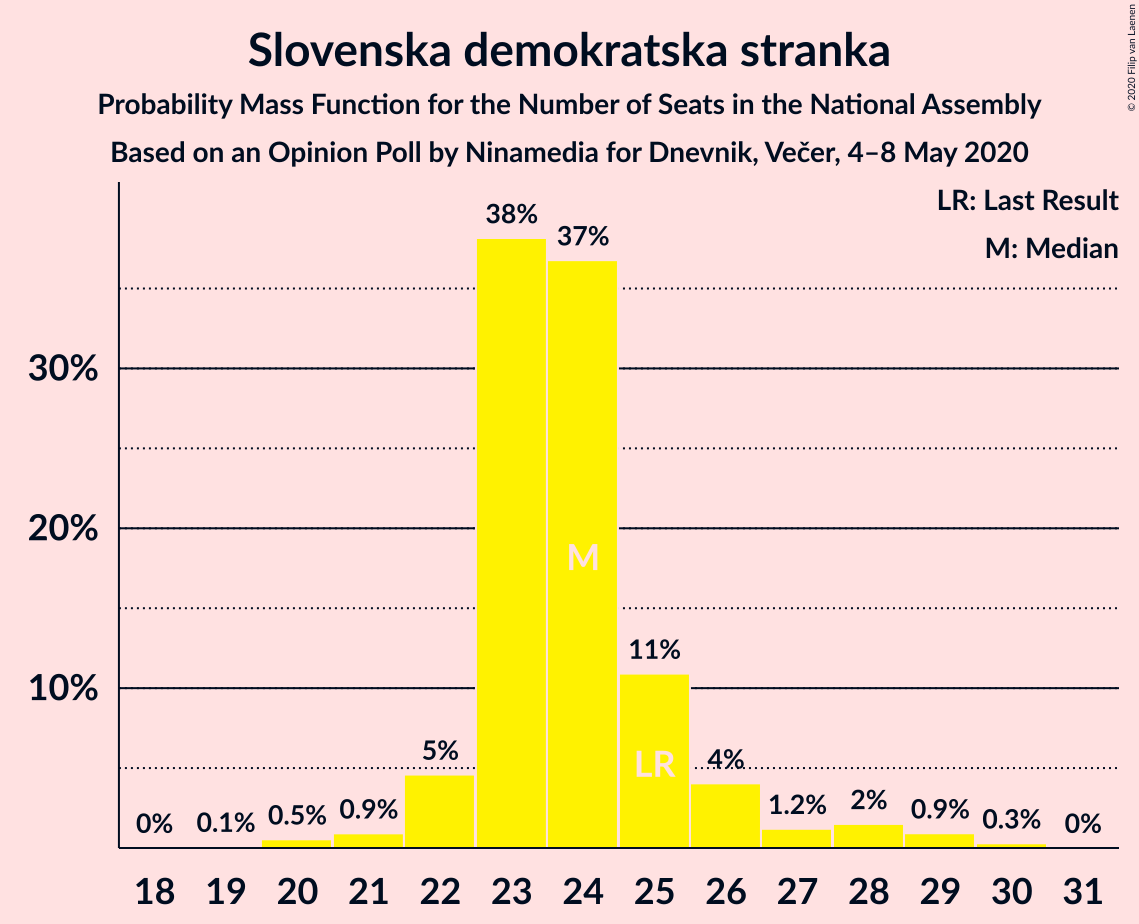 Slovenska demokratska stranka
Probability Mass Function for the Number of Seats in the National Assembly
Based on an Opinion Poll by Ninamedia for Dnevnik, Večer, 4–8 May 2020
© 2020 Filip van Laenen
LR: Last Result
M: Median
38%
37%
30%
20%
M
11%
10%
5%
LR
4%
0%
0.1%
0.5%
0.9%
1.2%
2%
0.9%
0.3%
0%
18 19 20 21 22 23 24 25 26 27 28 29 30 31